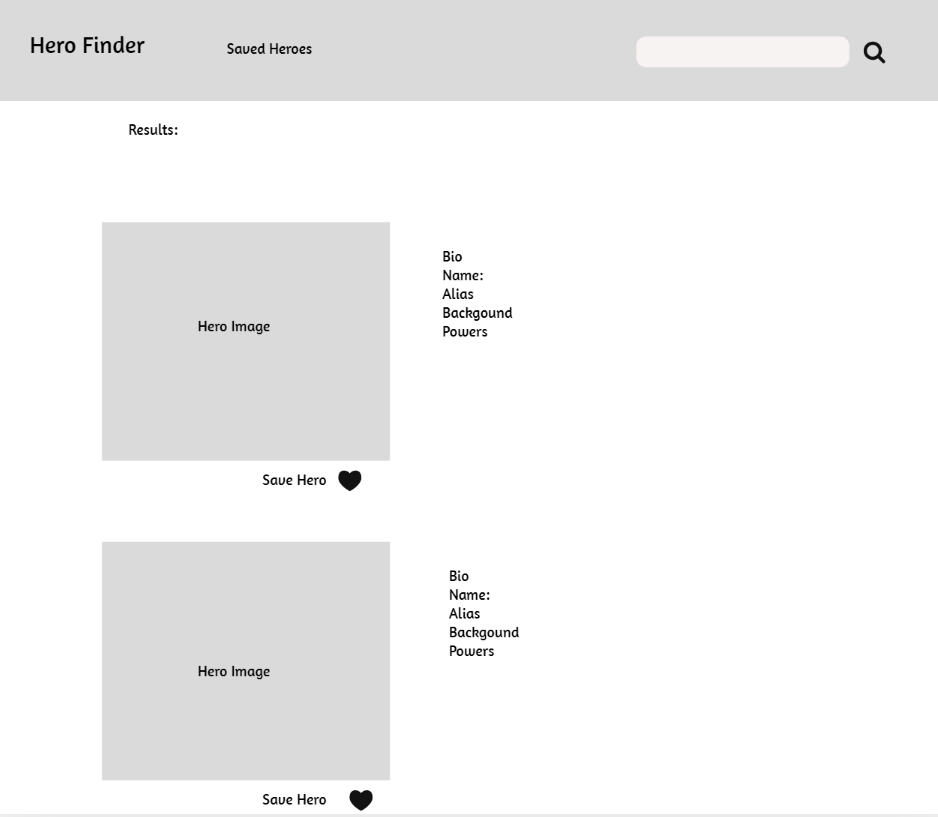 Hero Finder
Saved Heroes
Results:
Hero Image
Bio
Name:
Alias
Backgound
Powers
Save Hero
Hero Image
Bio
Name:
Alias
Backgound
Powers
Save Hero